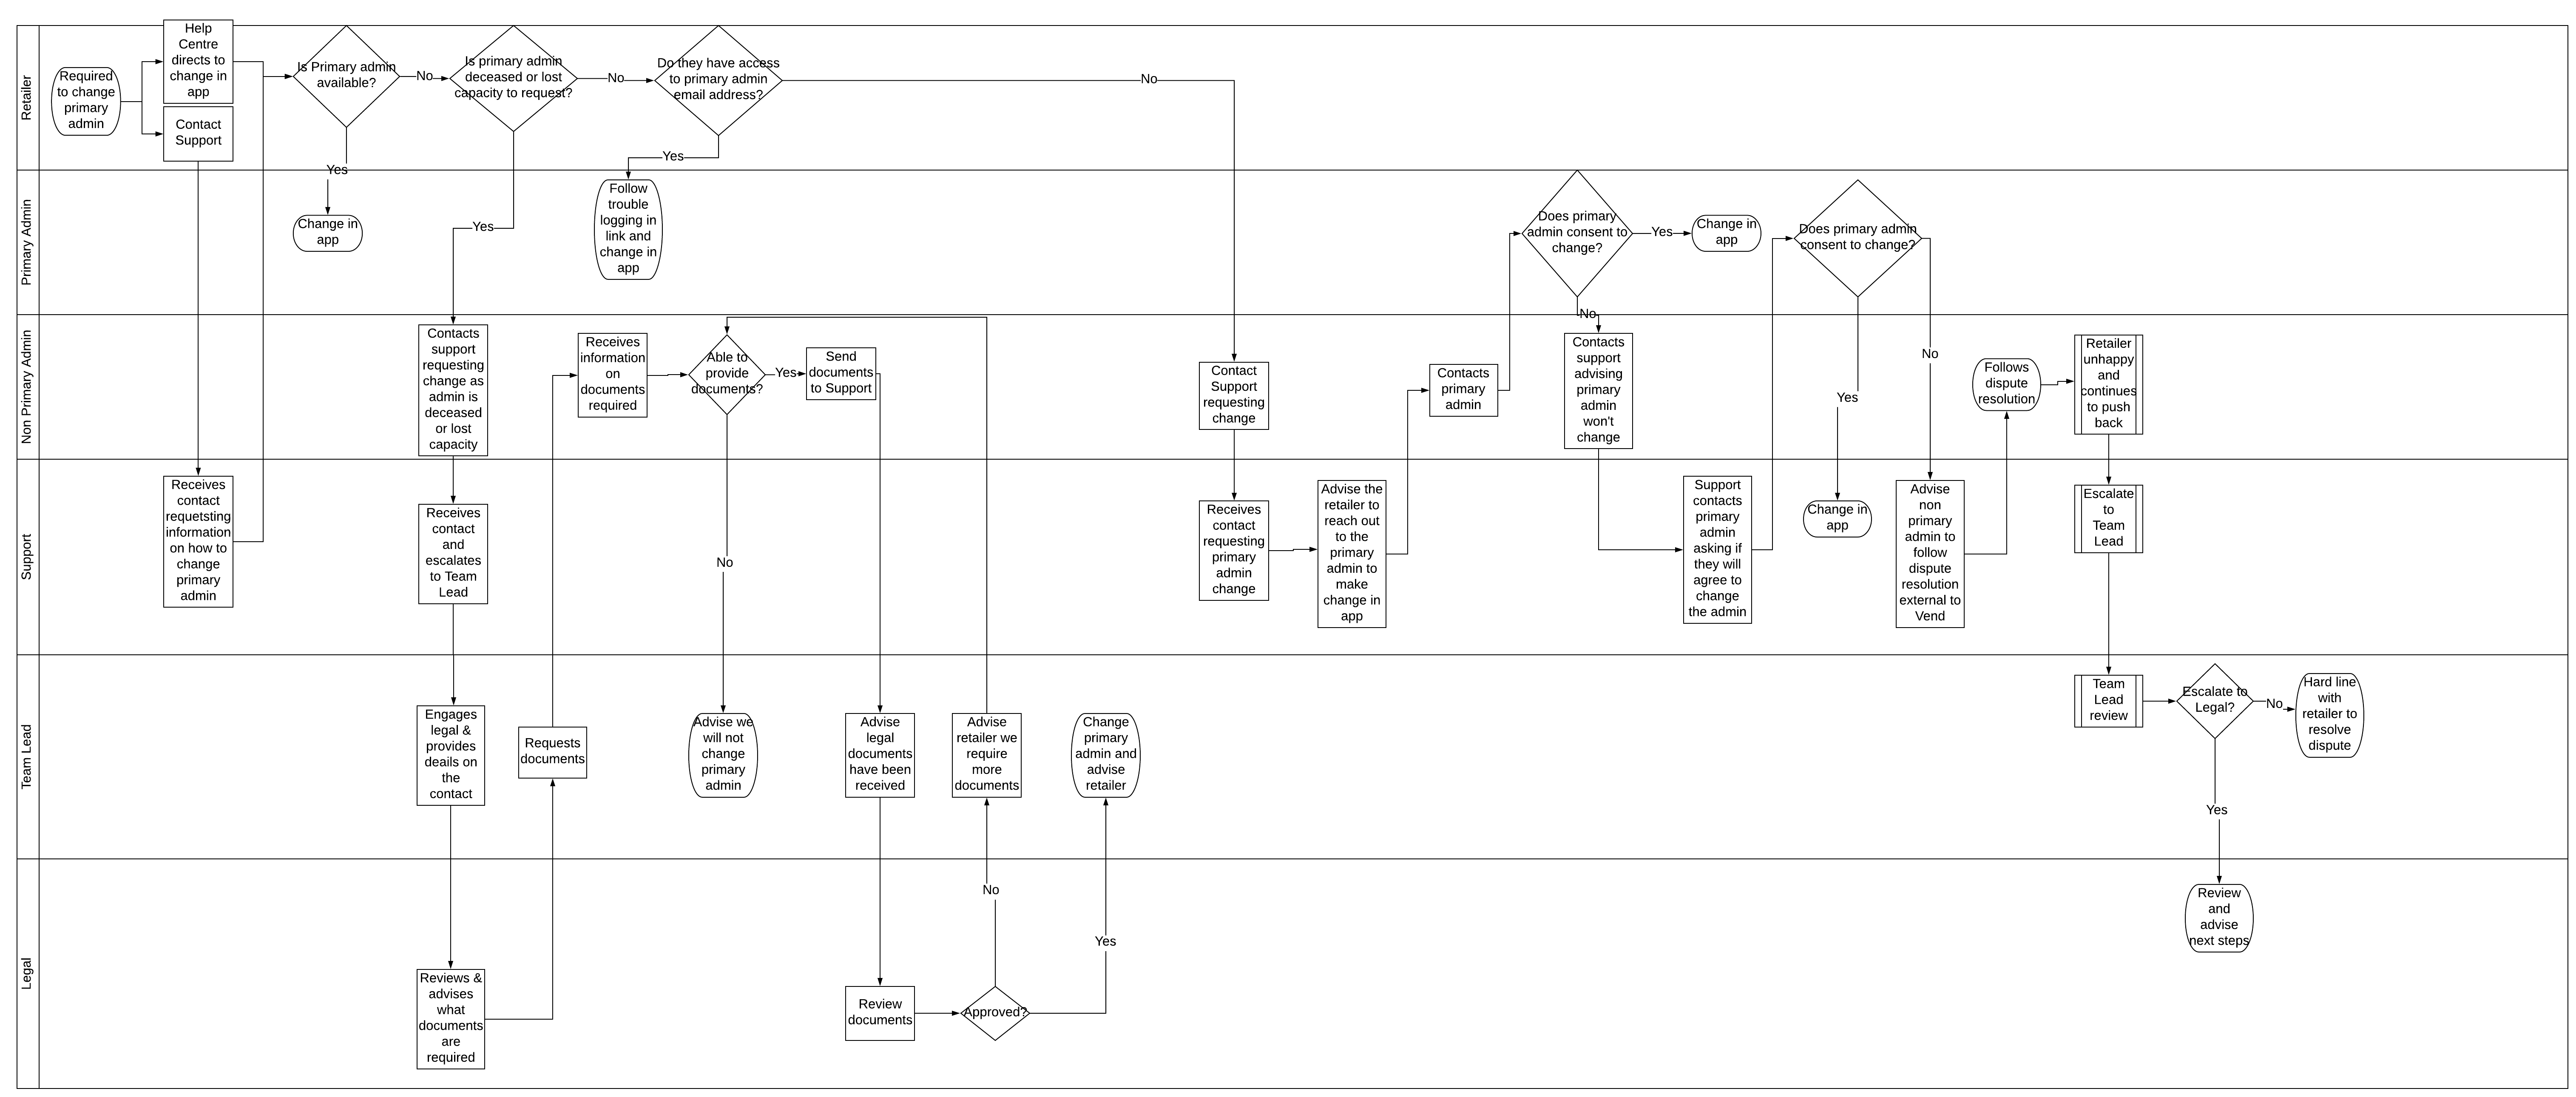 Retailer
Required
to change
primary
admin
Help
Centre
directs to
change in
app
Contact
Support
Is Primary admin
available?
No
Yes
Is primary admin
deceased or lost
capacity to request?
No
Yes
Do they have access
to primary admin
email address?
No
Yes
Primary Admin
Change in
app
Follow
trouble
logging in
link and
change in
app
Does primary
admin consent to
change?
Yes
No
Change in
app
Does primary admin
consent to change?
No
Yes
Non Primary Admin
Contacts
support
requesting
change as
admin is
deceased
or lost
capacity
Receives
information
on
documents
required
Able to
provide
documents?
Yes
No
Send
documents
to Support
Contact
Support
requesting
change
Contacts
primary
admin
Contacts
support
advising
primary
admin
won't
change
Follows
dispute
resolution
Retailer
unhappy
and
continues
to push
back
Support
Receives
contact
requetsting
information
on how to
change
primary
admin
Receives
contact
and
escalates
to Team
Lead
Receives
contact
requesting
primary
admin
change
Advise the
retailer to
reach out
to the
primary
admin to
make
change in
app
Support
contacts
primary
admin
asking if
they will
agree to
change
the admin
Change in
app
Advise
non
primary
admin to
follow
dispute
resolution
external to
Vend
Escalate
to
Team
Lead
Team Lead
Engages
legal &
provides
deails on
the
contact
Requests
documents
Advise we
will not
change
primary
admin
Advise
legal
documents
have been
received
Advise
retailer we
require
more
documents
Change
primary
admin and
advise
retailer
Team
Lead
review
Escalate to
Legal?
No
Yes
Hard line
with
retailer to
resolve
dispute
Legal
Reviews &
advises
what
documents
are
required
Review
documents
Approved?
No
Yes
Review
and
advise
next steps